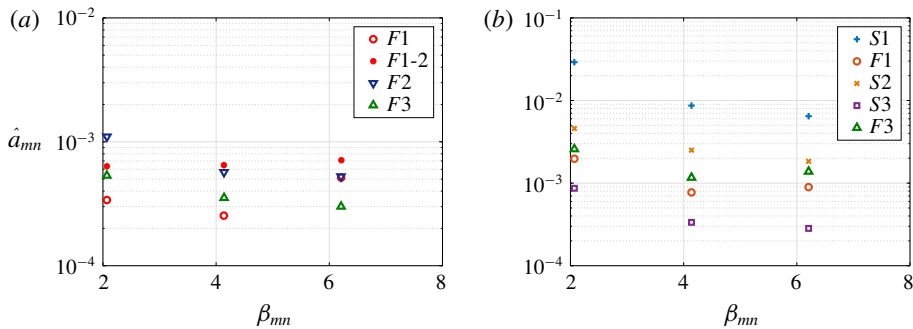 (a)
10⁻²
10⁻³
10⁻⁴
â_mn
2 4 6 8
β_mn
F1
F1-2
F2
F3
(b)
10⁻¹
10⁻²
10⁻³
10⁻⁴
2 4 6 8
β_mn
S1
F1
S2
S3
F3